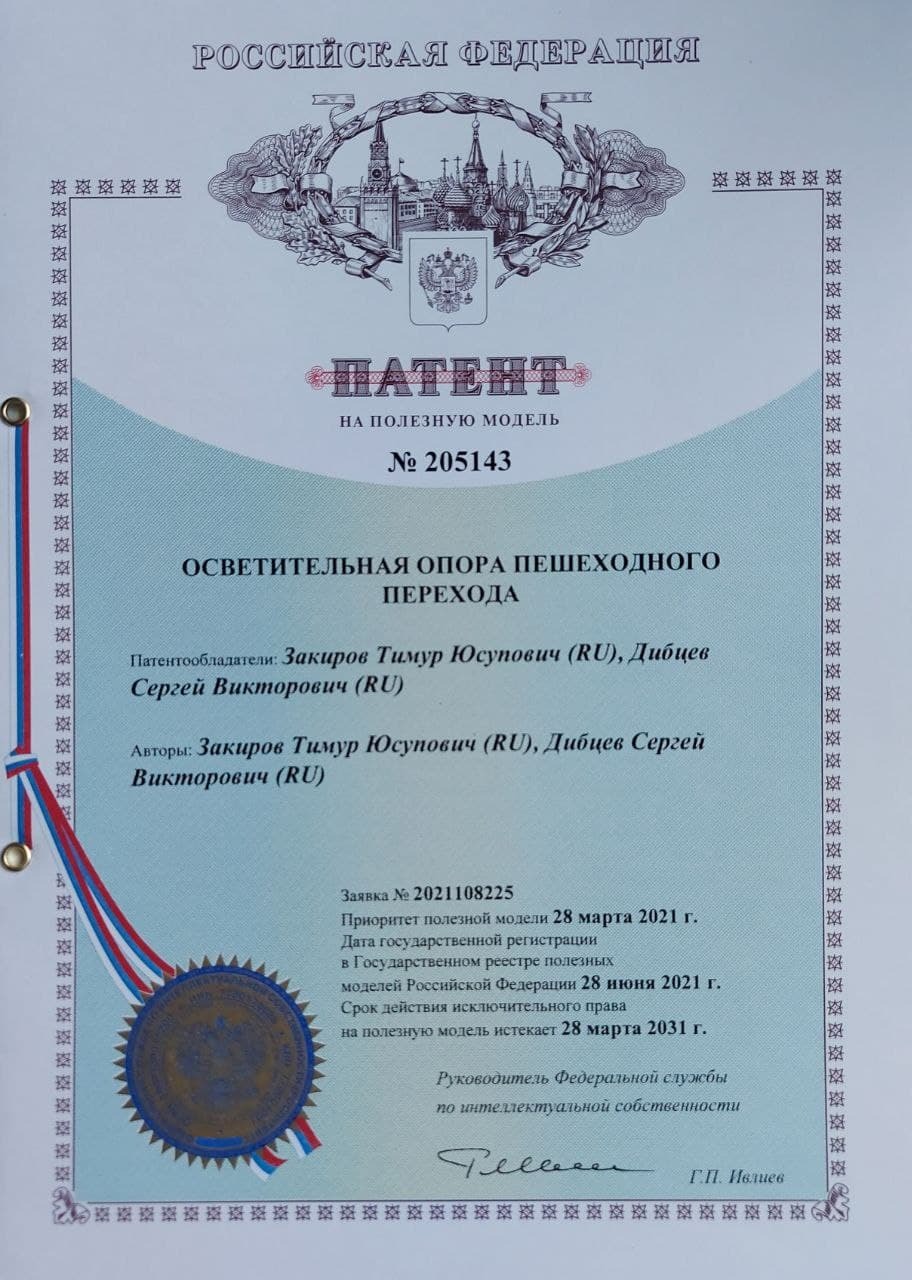 РОССИЙСКАЯ ФЕДЕРАЦИЯ
ПАТЕНТ
НА ПОЛЕЗНУЮ МОДЕЛЬ
№ 205143
ОСВЕТИТЕЛЬНАЯ ОПОРА ПЕШЕХОДНОГО
ПЕРЕХОДА
Патентообладатели: Закиров Тимур Юсупович (RU), Дибцев
Сергей Викторович (RU)
Авторы: Закиров Тимур Юсупович (RU), Дибцев Сергей
Викторович (RU)
Заявка № 2021108225
Приоритет полезной модели 28 марта 2021 г.
Дата государственной регистрации
в Государственном реестре полезных
моделей Российской Федерации 28 июня 2021 г.
Срок действия исключительного права
на полезную модель истекает 28 марта 2031 г.
Руководитель Федеральной службы
по интеллектуальной собственности
Г.П. Ивлиев